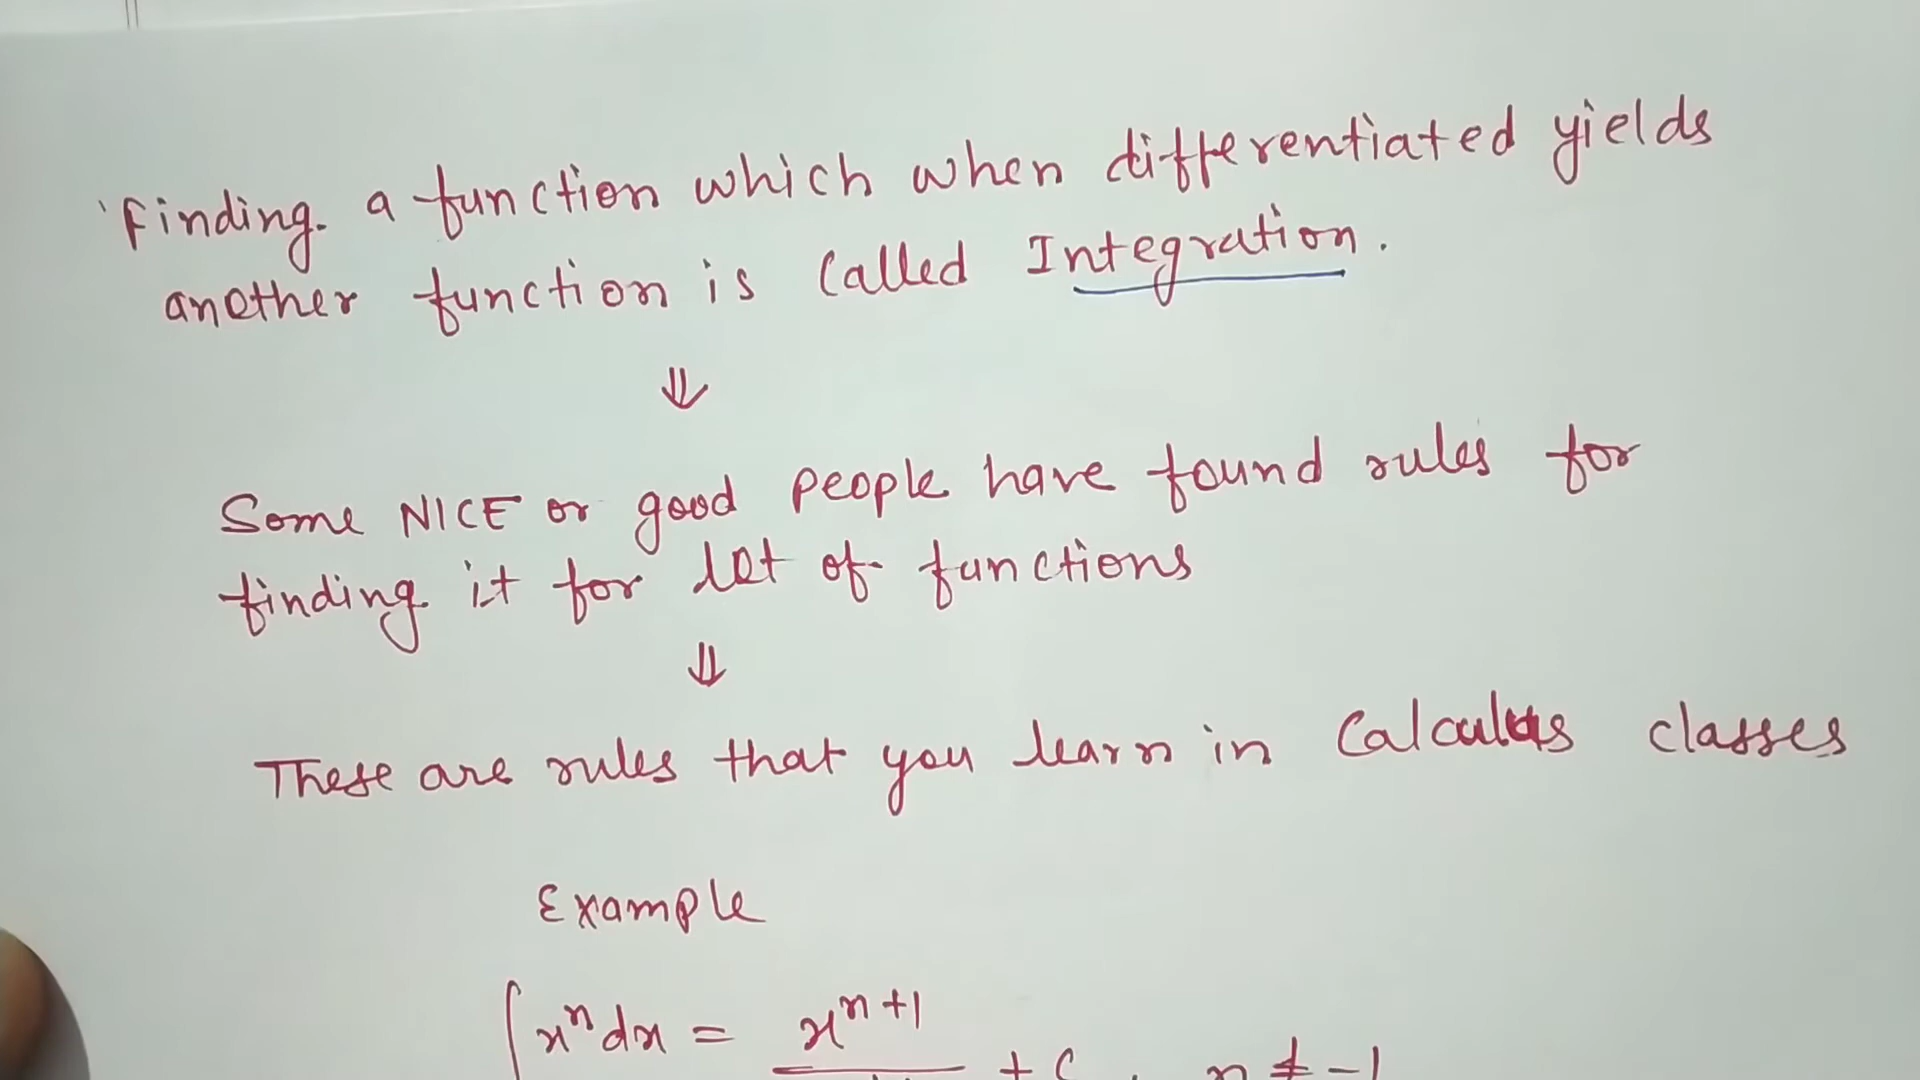 Finding a function which when differentiated yields
another function is called Integration.
⇓
Some NICE or good people have found rules for
finding it for lot of functions
⇓
These are rules that you learn in Calculus classes
Example
∫xⁿdx = xⁿ⁺¹
+ C, n ≠ -1